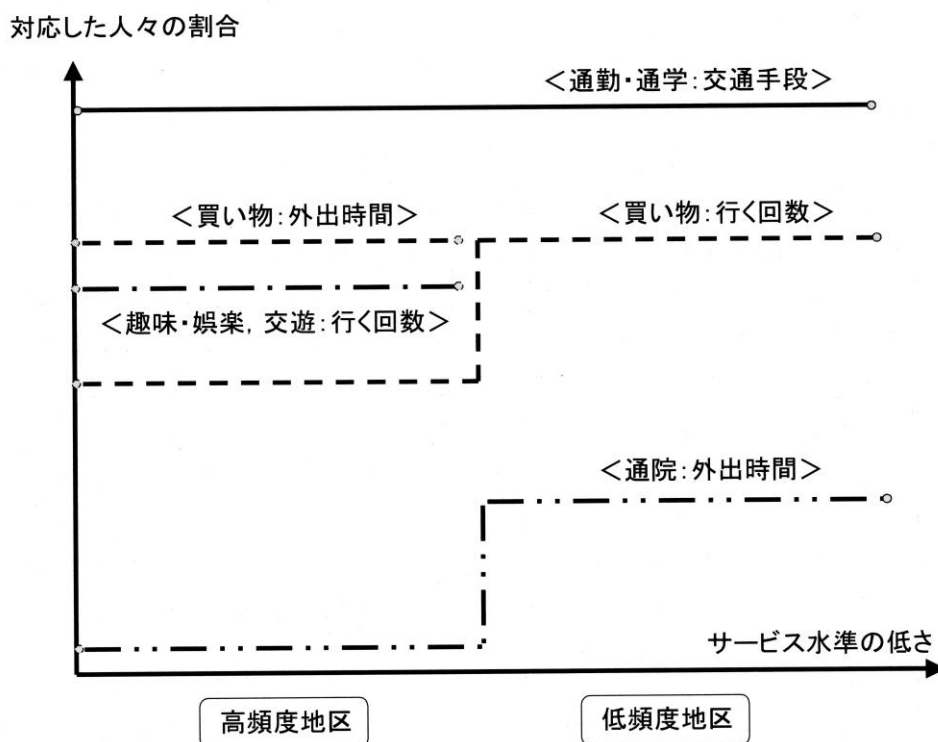 対応した人々の割合
＜通勤・通学：交通手段＞
＜買い物：外出時間＞
＜買い物：行く回数＞
＜趣味・娯楽，交遊：行く回数＞
＜通院：外出時間＞
サービス水準の低さ
高頻度地区
低頻度地区